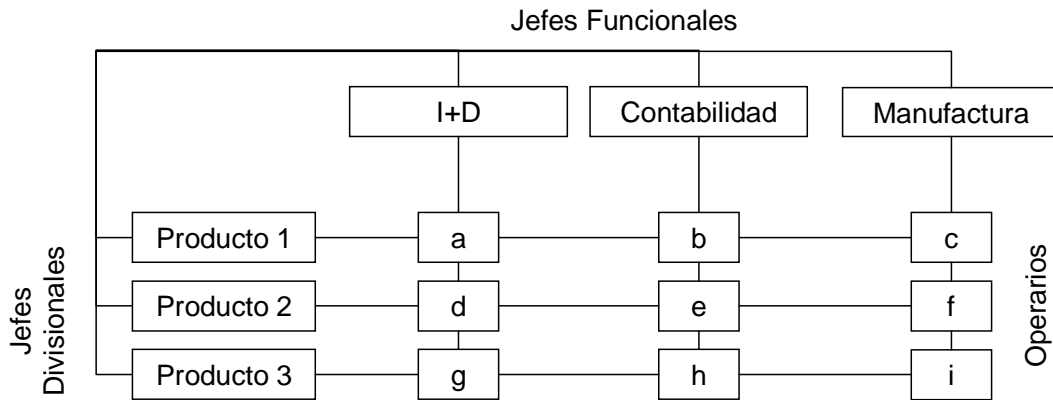 Jefes Funcionales
I+D
Contabilidad
Manufactura
Jefes
Divisionales
Producto 1
a
b
c
Producto 2
d
e
f
Producto 3
g
h
i
Operarios